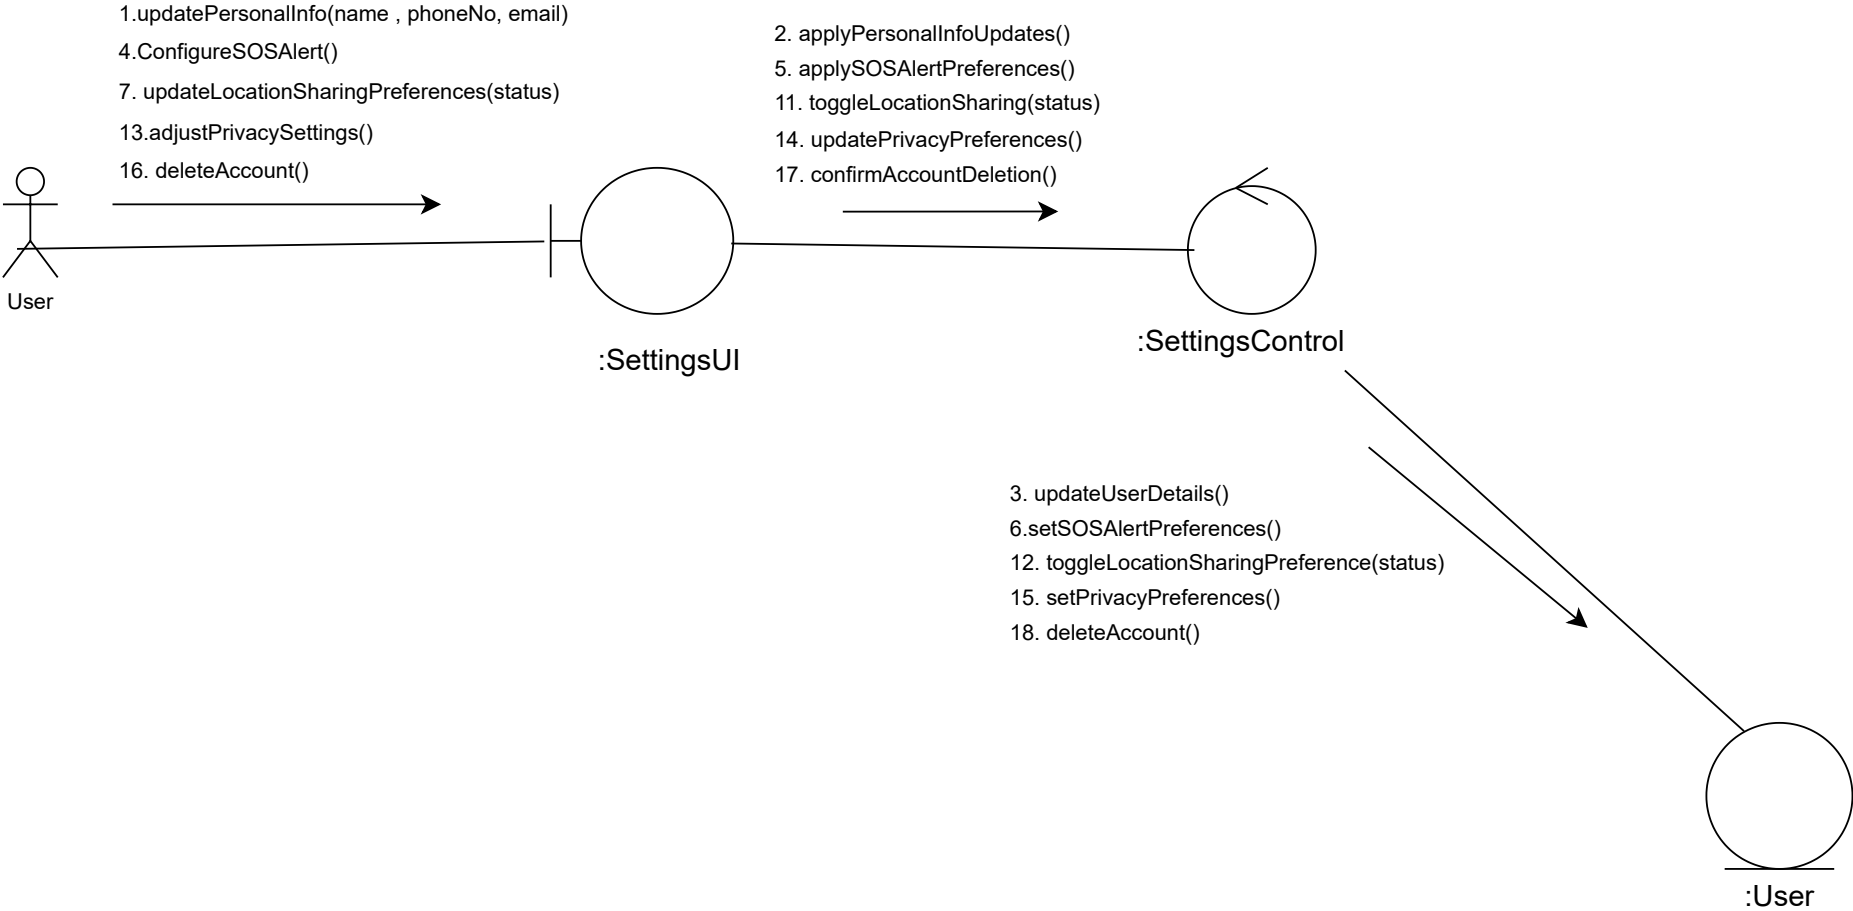 1.updatePersonalInfo(name , phoneNo, email)
4.ConfigureSOSAlert()
7. updateLocationSharingPreferences(status)
13.adjustPrivacySettings()
16. deleteAccount()
2. applyPersonalInfoUpdates()
5. applySOSAlertPreferences()
11. toggleLocationSharing(status)
14. updatePrivacyPreferences()
17. confirmAccountDeletion()
User
:SettingsUI
:SettingsControl
3. updateUserDetails()
6.setSOSAlertPreferences()
12. toggleLocationSharingPreference(status)
15. setPrivacyPreferences()
18. deleteAccount()
:User